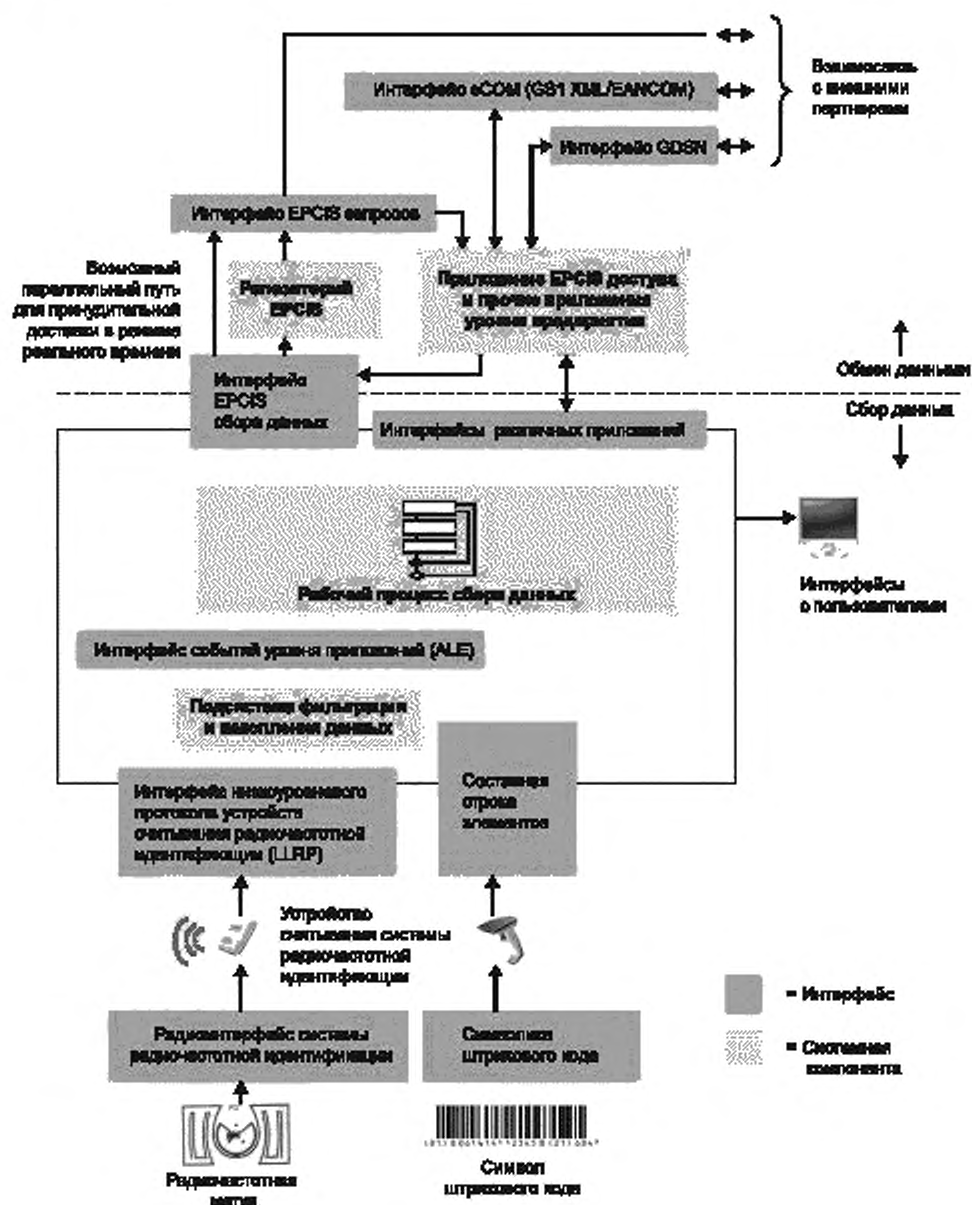 Взаимосвязь
с внешними
партнерами
Интерфейс eCOM (GS1 XML/EANCOM)
Интерфейс GDSN
Интерфейс EPCIS запросов
Возможный
параллельный путь
для принудительной
доставки в режиме
реального времени
Репозиторий
EPCIS
Приложение EPCIS доступа
и прочие приложения
уровня предприятия
Обмен данными
Сбор данных
Интерфейс
EPCIS
сбора данных
Интерфейсы различных приложений
Рабочий процесс сбора данных
Интерфейсы
с пользователями
Интерфейс событий уровня приложений (ALE)
Подсистема фильтрации
и накопления данных
Интерфейс низкоуровневого
протокола устройств
считывания радиочастотной
идентификации (LLRP)
Составная
строка
элементов
Устройство
считывания системы
радиочастотной
идентификации
= Интерфейс
Радиоинтерфейс системы
радиочастотной идентификации
Символика
штрихового кода
= Системная
компонента
Радиочастотная
метка
Символ
штрихового кода